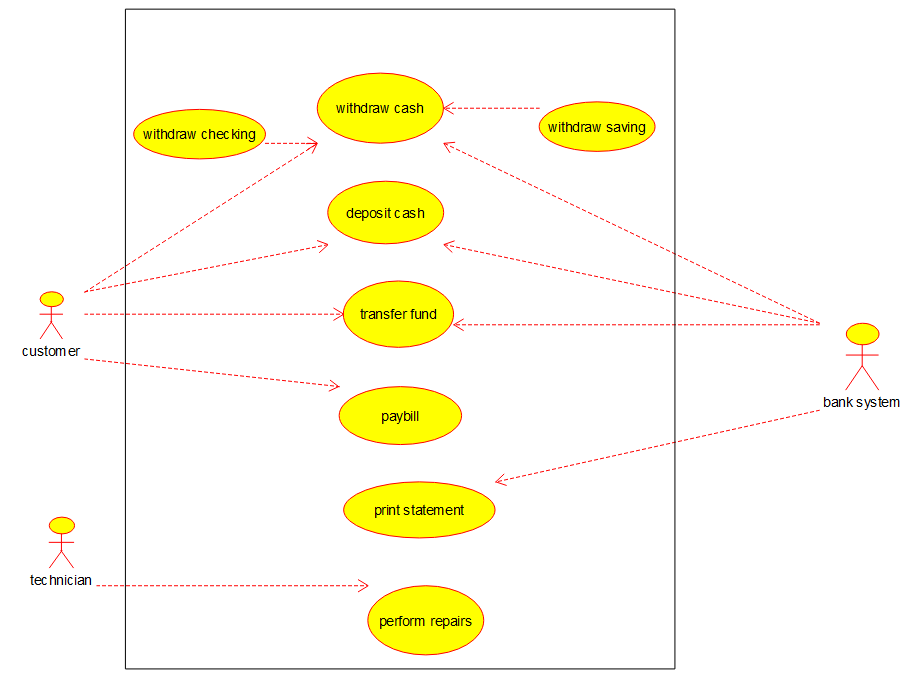 withdraw cash
withdraw checking
withdraw saving
deposit cash
transfer fund
customer
bank system
paybill
print statement
technician
perform repairs